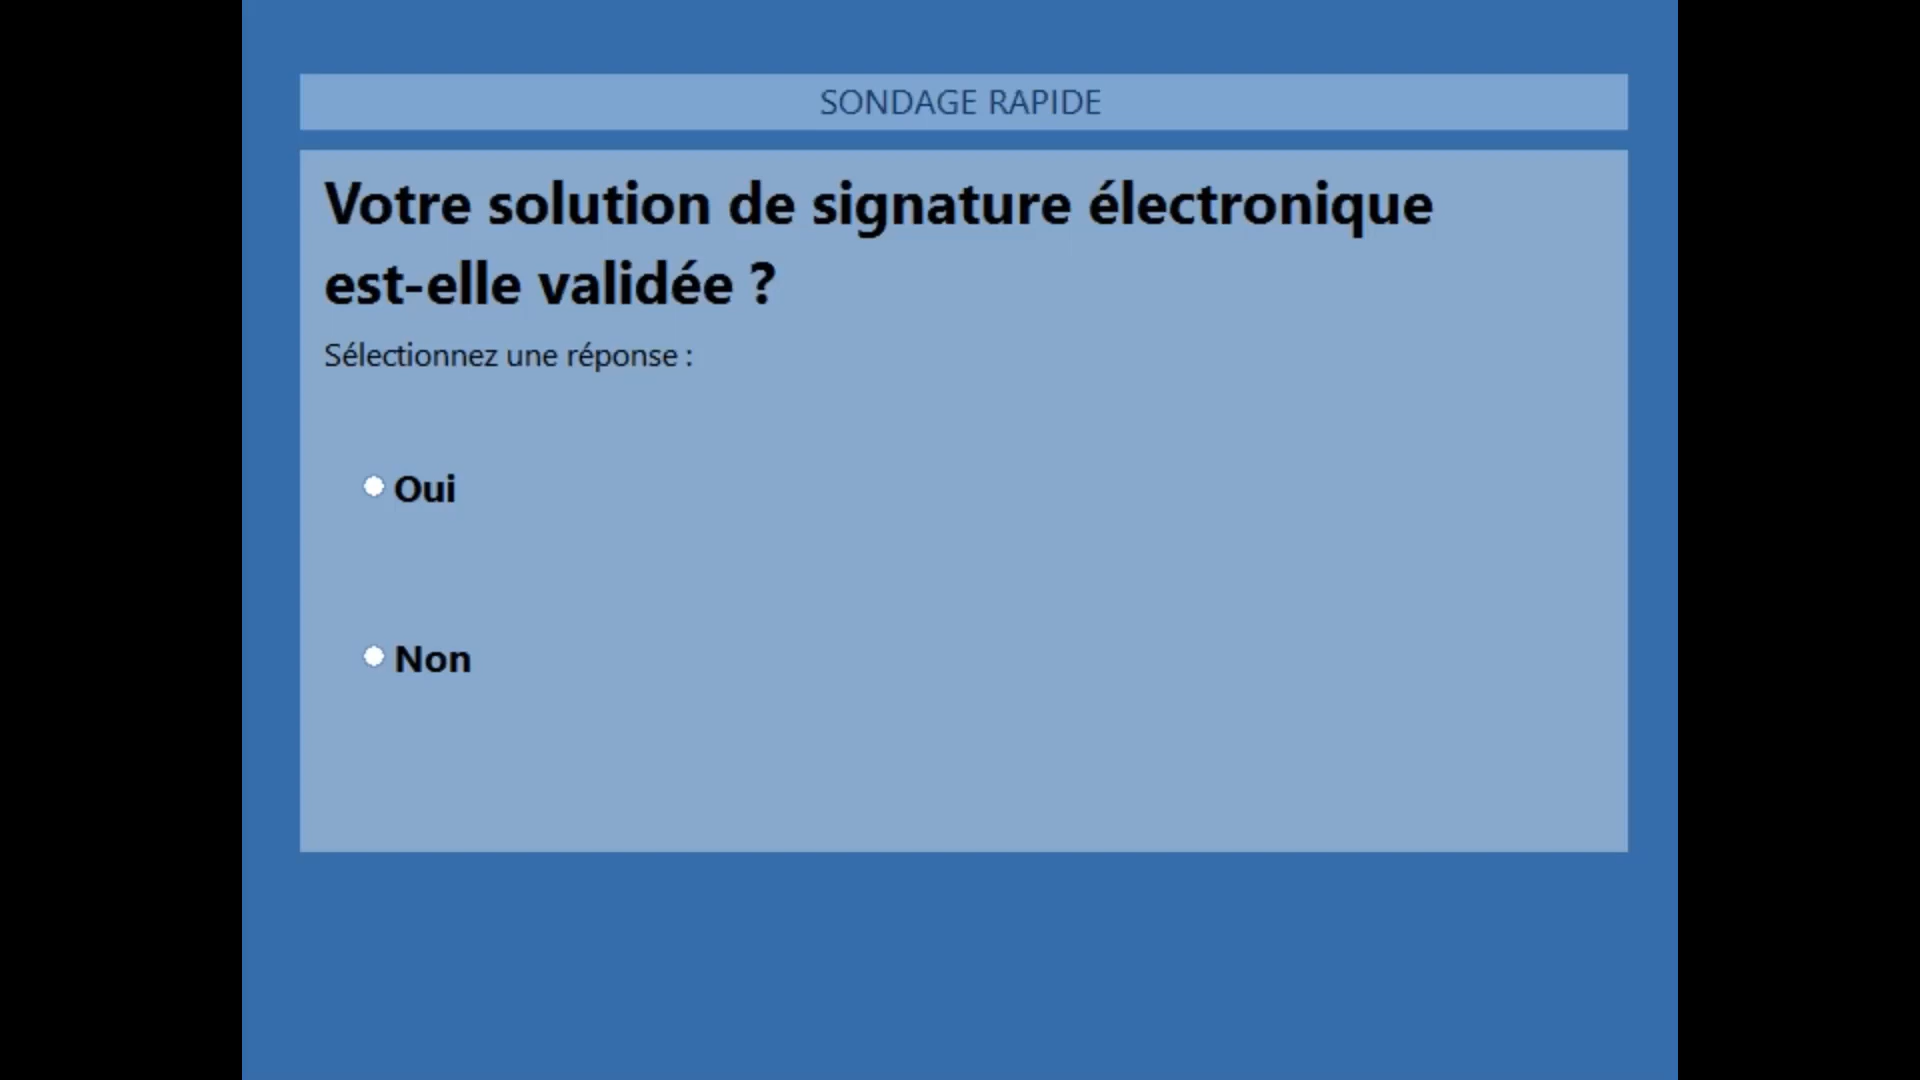 SONDAGE RAPIDE
Votre solution de signature électronique
est-elle validée ?
Sélectionnez une réponse :
Oui
Non